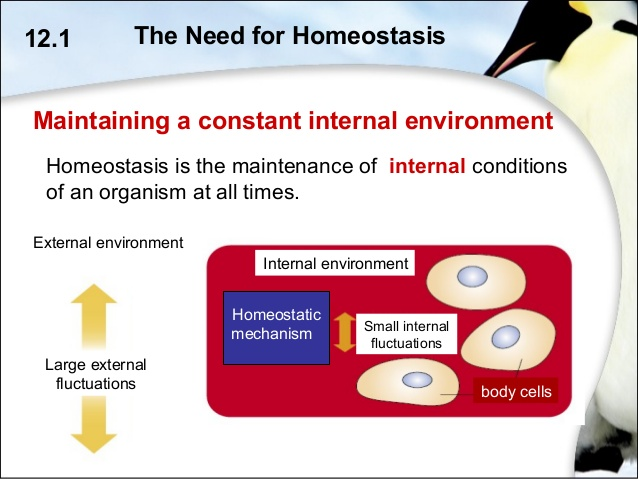 12.1 The Need for Homeostasis
Maintaining a constant internal environment
Homeostasis is the maintenance of internal conditions
of an organism at all times.
External environment
Internal environment
Homeostatic
mechanism
Small internal
fluctuations
Large external
fluctuations
body cells